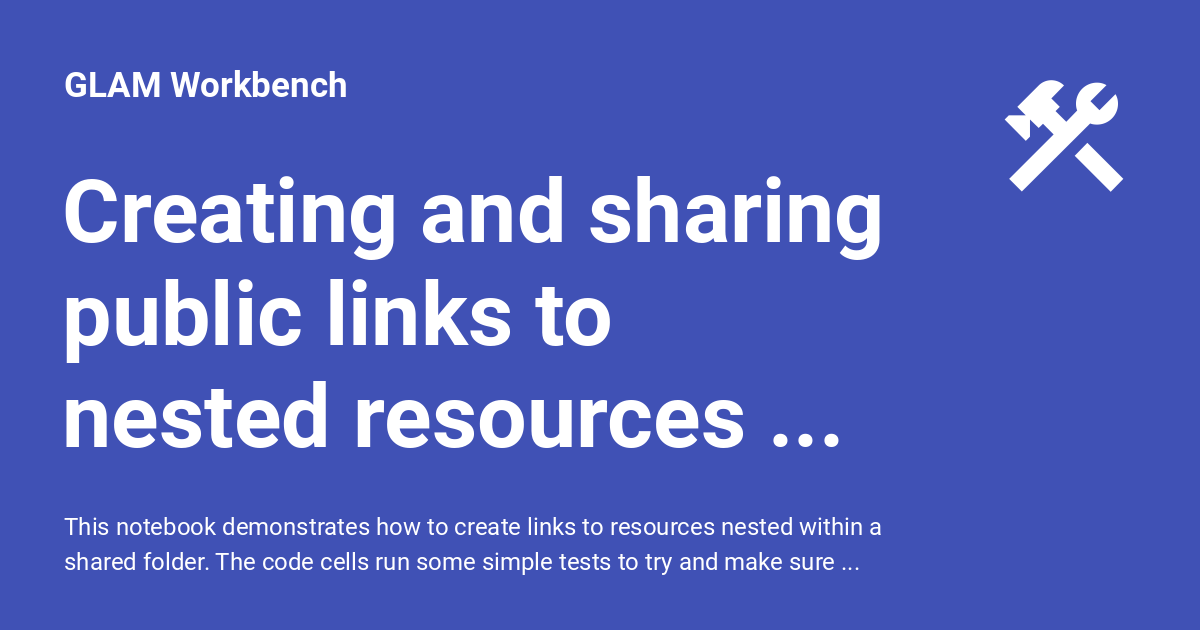 GLAM Workbench
Creating and sharing
public links to
nested resources ...
This notebook demonstrates how to create links to resources nested within a
shared folder. The code cells run some simple tests to try and make sure ...